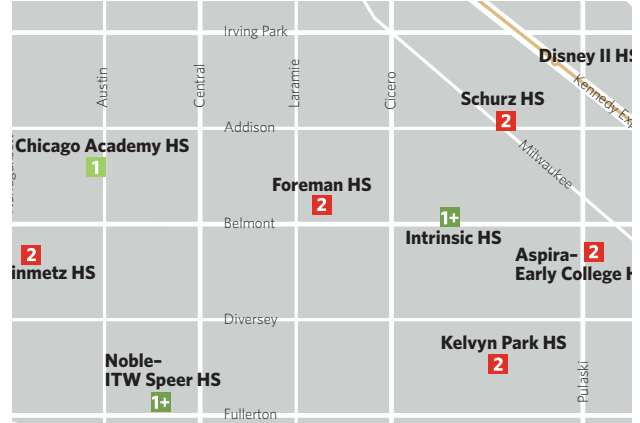 Irving Park
Disney II HS
Austin
Central
Laramie
Cicero
Kennedy Exp
Schurz HS
2
Addison
Chicago Academy HS
1
Milwaukee
Foreman HS
2
Belmont
1+
Intrinsic HS
2
inmetz HS
Aspira–
Early College H
2
Diversey
Kelvyn Park HS
2
Noble–
ITW Speer HS
1+
Pulaski
Fullerton